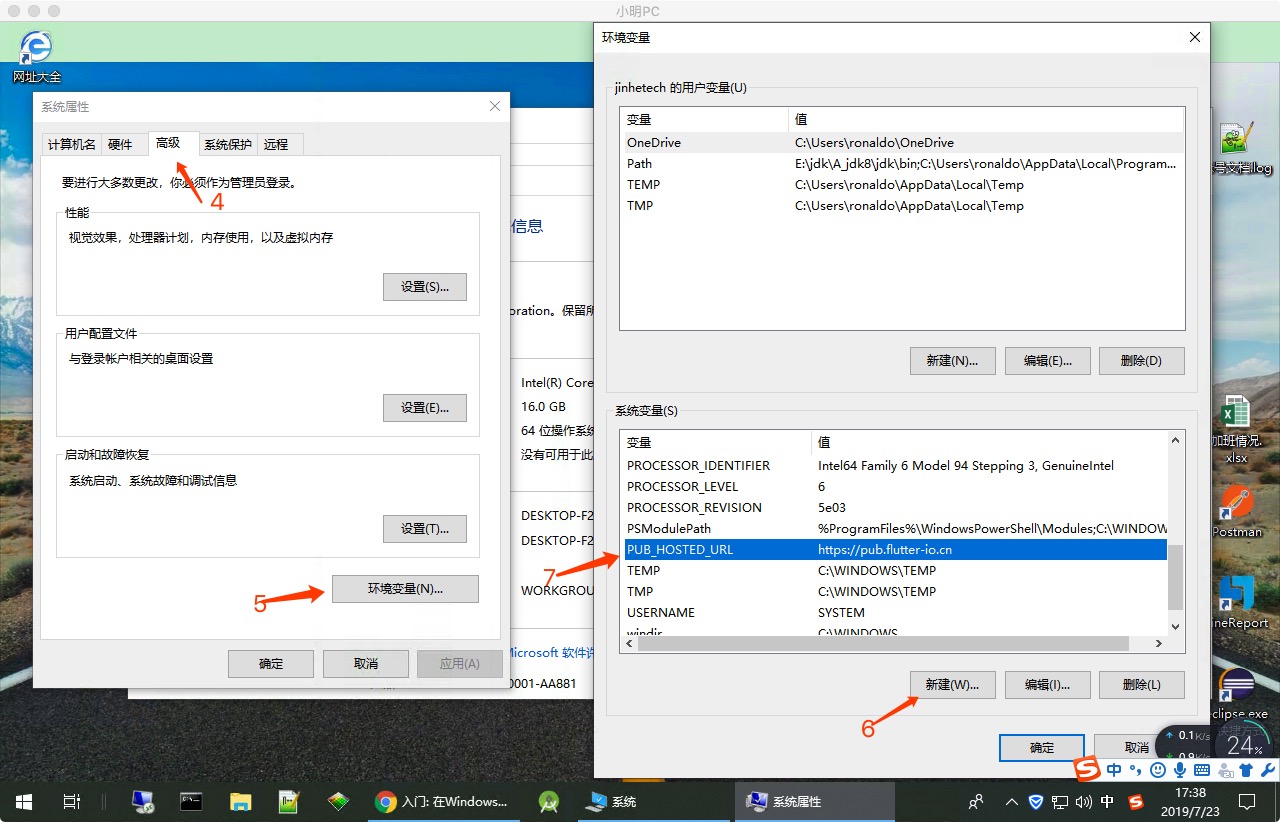 小明PC
网址大全
系统属性
计算机名
硬件
高级
系统保护
远程
要进行大多数更改，你必须作为管理员登录。
4
性能
视觉效果，处理器计划，内存使用，以及虚拟内存
设置(S)...
用户配置文件
与登录帐户相关的桌面设置
设置(E)...
启动和故障恢复
系统启动、系统故障和调试信息
设置(T)...
5
环境变量(N)...
确定
取消
应用(A)
信息
oration。保留所
Intel(R) Core
16.0 GB
64 位操作系统
没有可用于此
DESKTOP-F2
DESKTOP-F2
WORKGROU
Microsoft 软件许
0001-AA881
环境变量
jinhetech 的用户变量(U)
变量 值
OneDrive C:\Users\ronaldo\OneDrive
Path E:\jdk\A_jdk8\jdk\bin;C:\Users\ronaldo\AppData\Local\Program...
TEMP C:\Users\ronaldo\AppData\Local\Temp
TMP C:\Users\ronaldo\AppData\Local\Temp
新建(N)...
编辑(E)...
删除(D)
系统变量(S)
变量 值
PROCESSOR_IDENTIFIER Intel64 Family 6 Model 94 Stepping 3, GenuineIntel
PROCESSOR_LEVEL 6
PROCESSOR_REVISION 5e03
PSModulePath %ProgramFiles%\WindowsPowerShell\Modules;C:\WINDOW
7
PUB_HOSTED_URL https://pub.flutter-io.cn
TEMP C:\WINDOWS\TEMP
TMP C:\WINDOWS\TEMP
USERNAME SYSTEM
windir C:\WINDOWS
新建(W)...
编辑(I)...
删除(L)
6
确定
取消
号文档.log
加班情况.
xlsx
Postman
ineReport
eclipse.exe
快捷方式
0.1K/s
0.9K/s
24%
中
入门: 在Windows...
系统
系统属性
中
17:38
2019/7/23